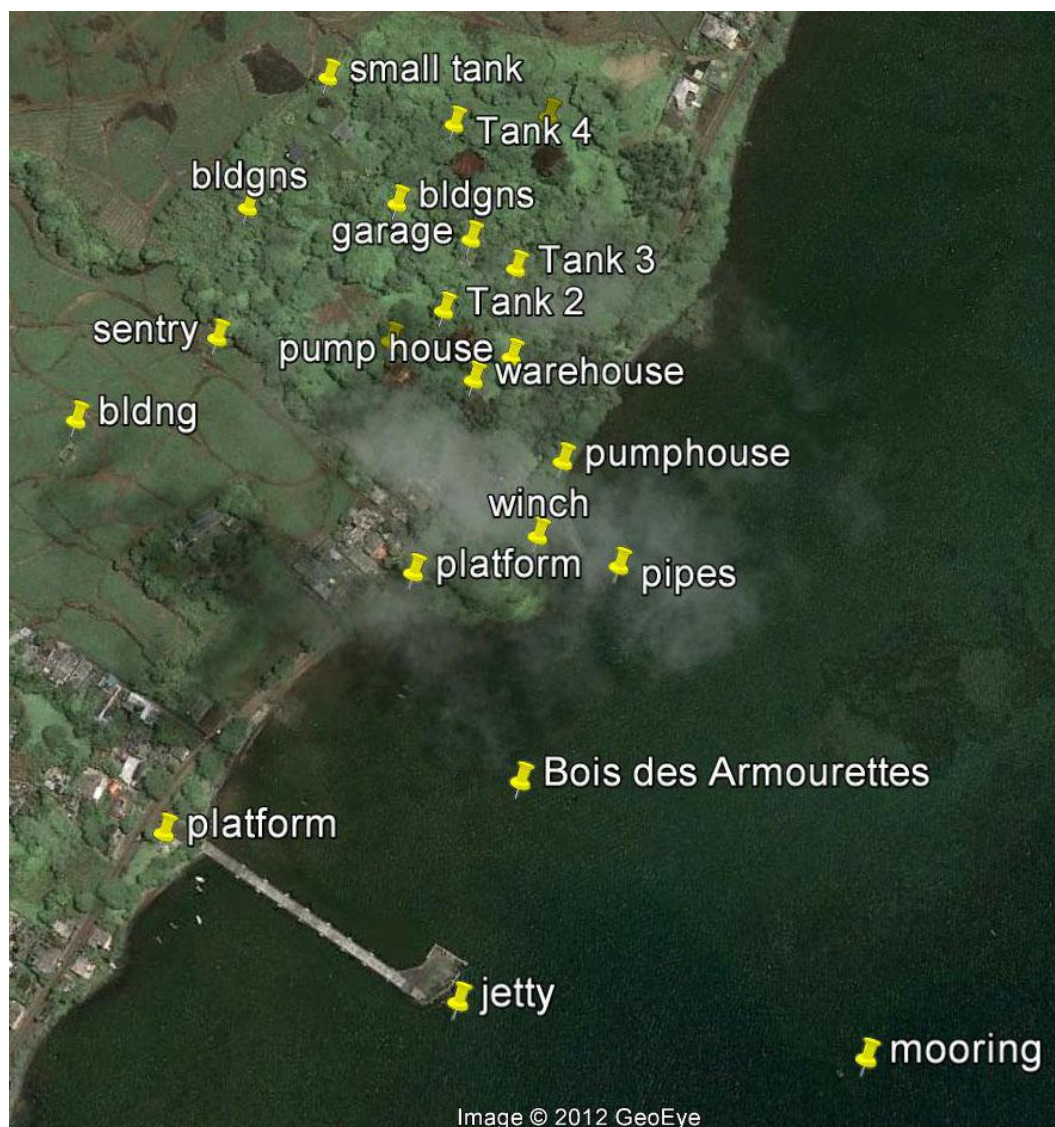 small tank
Tank 4
bldgns
bldgns
garage
Tank 3
Tank 2
sentry
pump house
warehouse
bldng
pumphouse
winch
platform
pipes
Bois des Armourettes
platform
jetty
mooring
Image © 2012 GeoEye